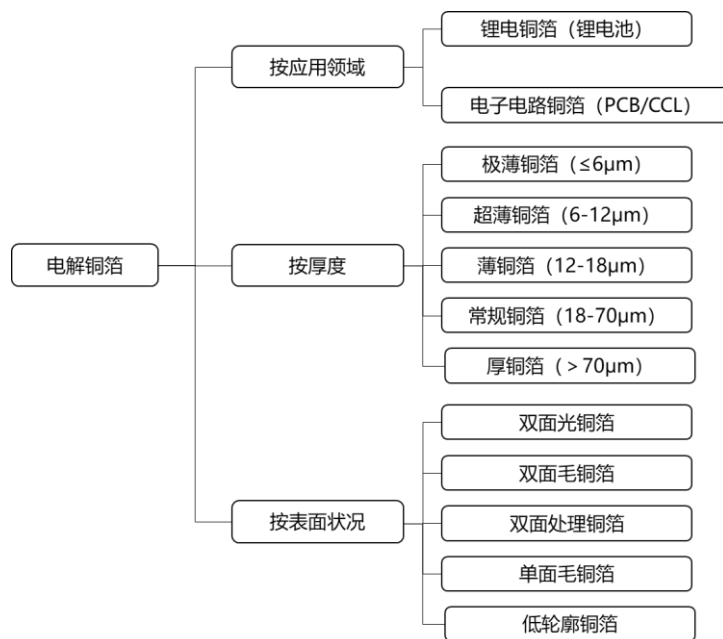 电解铜箔
按应用领域
锂电铜箔（锂电池）
电子电路铜箔（PCB/CCL）
按厚度
极薄铜箔（≤6μm）
超薄铜箔（6-12μm）
薄铜箔（12-18μm）
常规铜箔（18-70μm）
厚铜箔（＞70μm）
按表面状况
双面光铜箔
双面毛铜箔
双面处理铜箔
单面毛铜箔
低轮廓铜箔